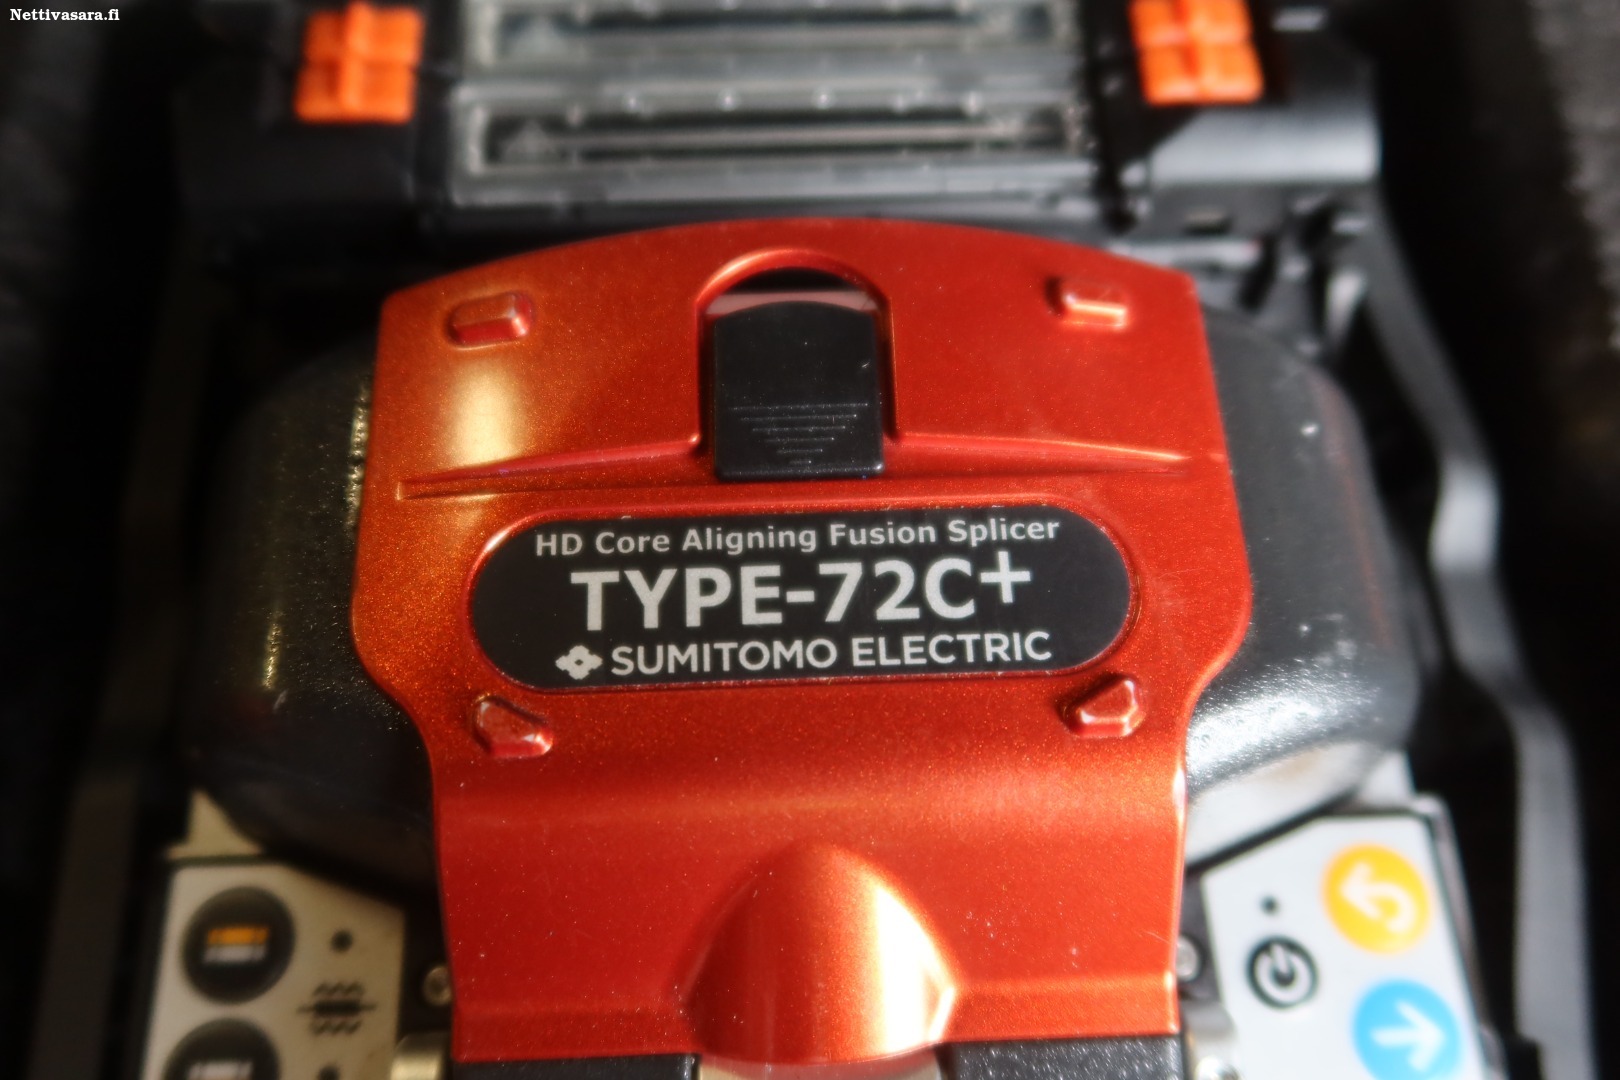 Nettivasara.fi
HD Core Aligning Fusion Splicer
TYPE-72C+
SUMITOMO ELECTRIC